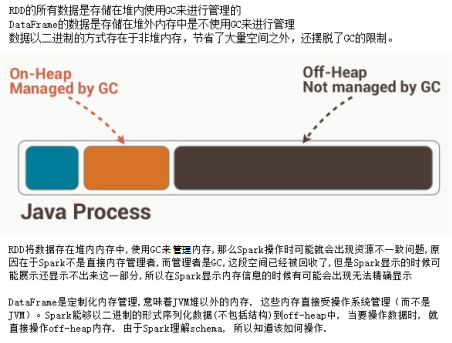 RDD的所有数据是存储在堆内使用GC来进行管理的
DataFrame的数据是存储在堆外内存中是不使用GC来进行管理
数据以二进制的方式存在于非堆内存，节省了大量空间之外，还摆脱了GC的限制。
On-Heap
Managed by GC
Off-Heap
Not managed by GC
Java Process
RDD将数据存在堆内内存中,使用GC来管理内存,那么Spark操作时可能就会出现资源不一致问题,原
因在于Spark不是直接内存管理者,而管理者是GC,这段空间已经被回收了,但是Spark显示的时候可
能展示还显示不出来这一部分,所以在Spark显示内存信息的时候有可能会出现无法精确显示
DataFrame是定制化内存管理,意味着JVM堆以外的内存, 这些内存直接受操作系统管理（而不是
JVM）。Spark能够以二进制的形式序列化数据(不包括结构)到off-heap中, 当要操作数据时, 就
直接操作off-heap内存. 由于Spark理解schema, 所以知道该如何操作.